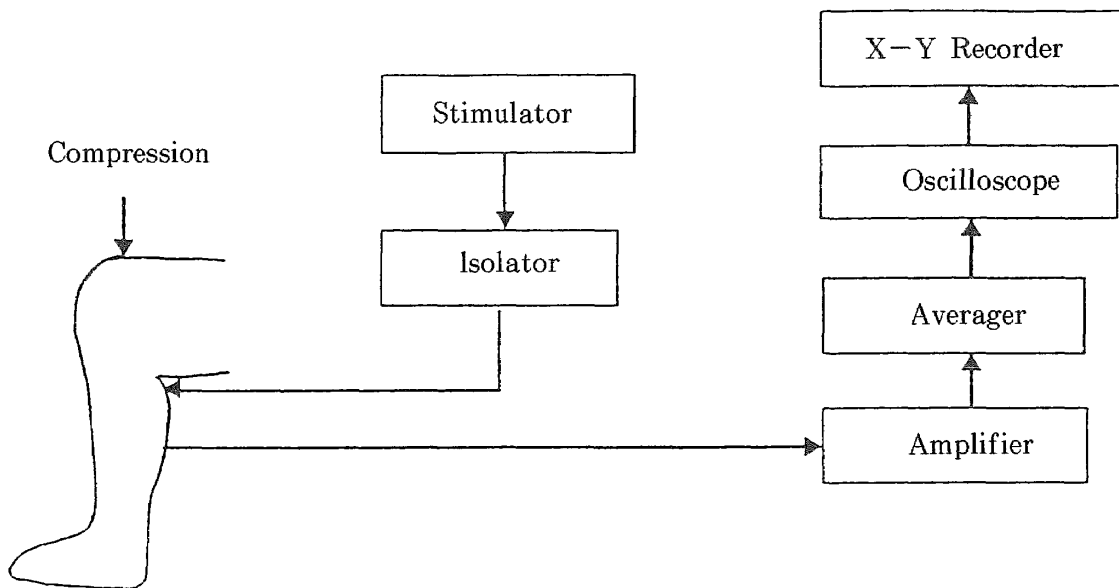 X−Y Recorder
Stimulator
Compression
Oscilloscope
Isolator
Averager
Amplifier